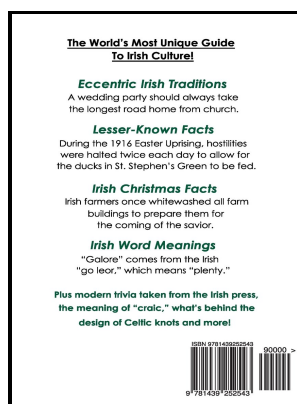 The World's Most Unique Guide
To Irish Culture!
Eccentric Irish Traditions
A wedding party should always take
the longest road home from church.
Lesser-Known Facts
During the 1916 Easter Uprising, hostilities
were halted twice each day to allow for
the ducks in St. Stephen's Green to be fed.
Irish Christmas Facts
Irish farmers once whitewashed all farm
buildings to prepare them for
the coming of the savior.
Irish Word Meanings
"Galore" comes from the Irish
"go leor," which means "plenty."
Plus modern trivia taken from the Irish press,
the meaning of "craic," what's behind the
design of Celtic knots and more!
ISBN 9781439252543
90000 >
9 781439 252543